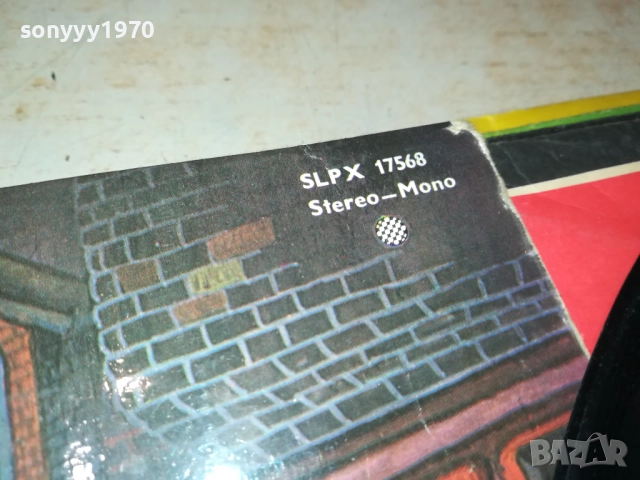 sonyyy1970
SLPX 17568
Stereo–Mono
BAZAR